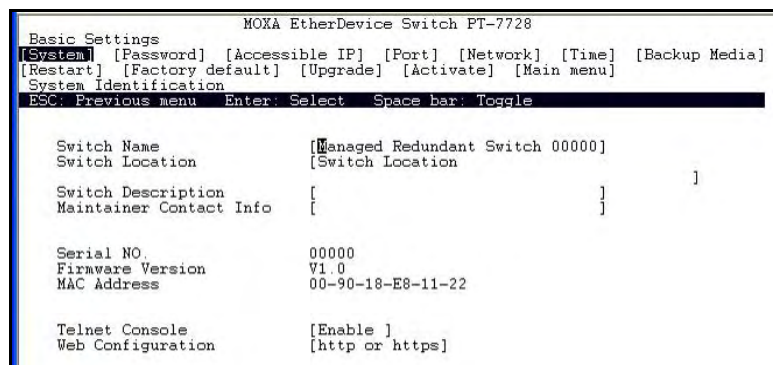 MOXA EtherDevice Switch PT-7728
Basic Settings
[System] [Password] [Accessible IP] [Port] [Network] [Time] [Backup Media]
[Restart] [Factory default] [Upgrade] [Activate] [Main menu]
System Identification
ESC: Previous menu Enter: Select Space bar: Toggle
Switch Name [Managed Redundant Switch 00000]
Switch Location [Switch Location
]
Switch Description [ ]
Maintainer Contact Info [ ]
Serial NO. 00000
Firmware Version V1.0
MAC Address 00-90-18-E8-11-22
Telnet Console [Enable ]
Web Configuration [http or https]